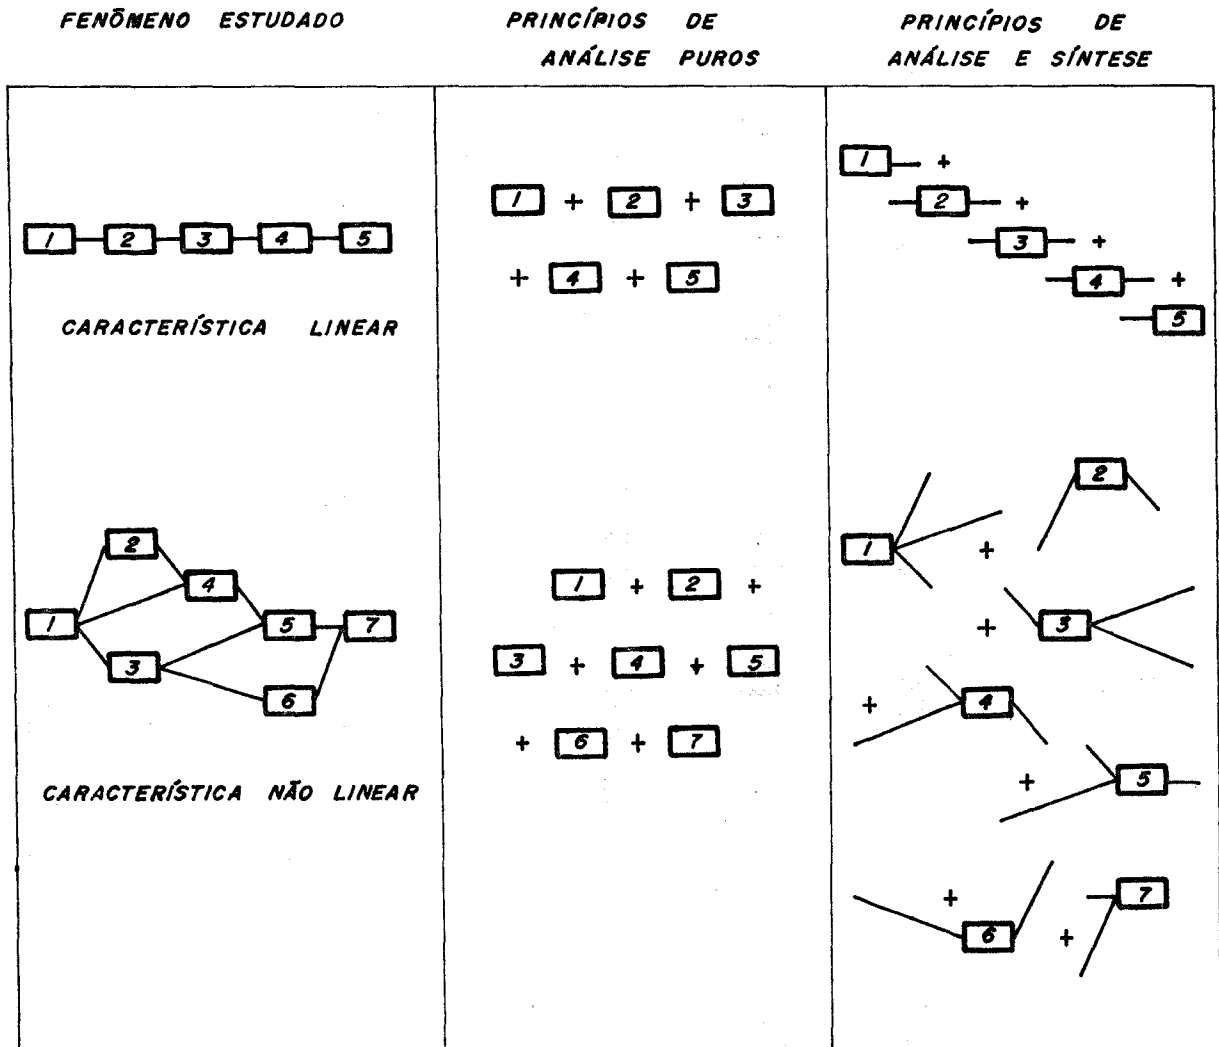 FENÔMENO ESTUDADO
PRINCÍPIOS DE
ANÁLISE PUROS
PRINCÍPIOS DE
ANÁLISE E SÍNTESE
1 2 3 4 5
CARACTERÍSTICA LINEAR
1 + 2 + 3
+ 4 + 5
1 +
2 +
3 +
4 +
5
2
4
1 5 7
3
6
CARACTERÍSTICA NÃO LINEAR
1 + 2 +
3 + 4 + 5
+ 6 + 7
2
1 +
+ 3
+ 4
+ 5
+ 7
6 +